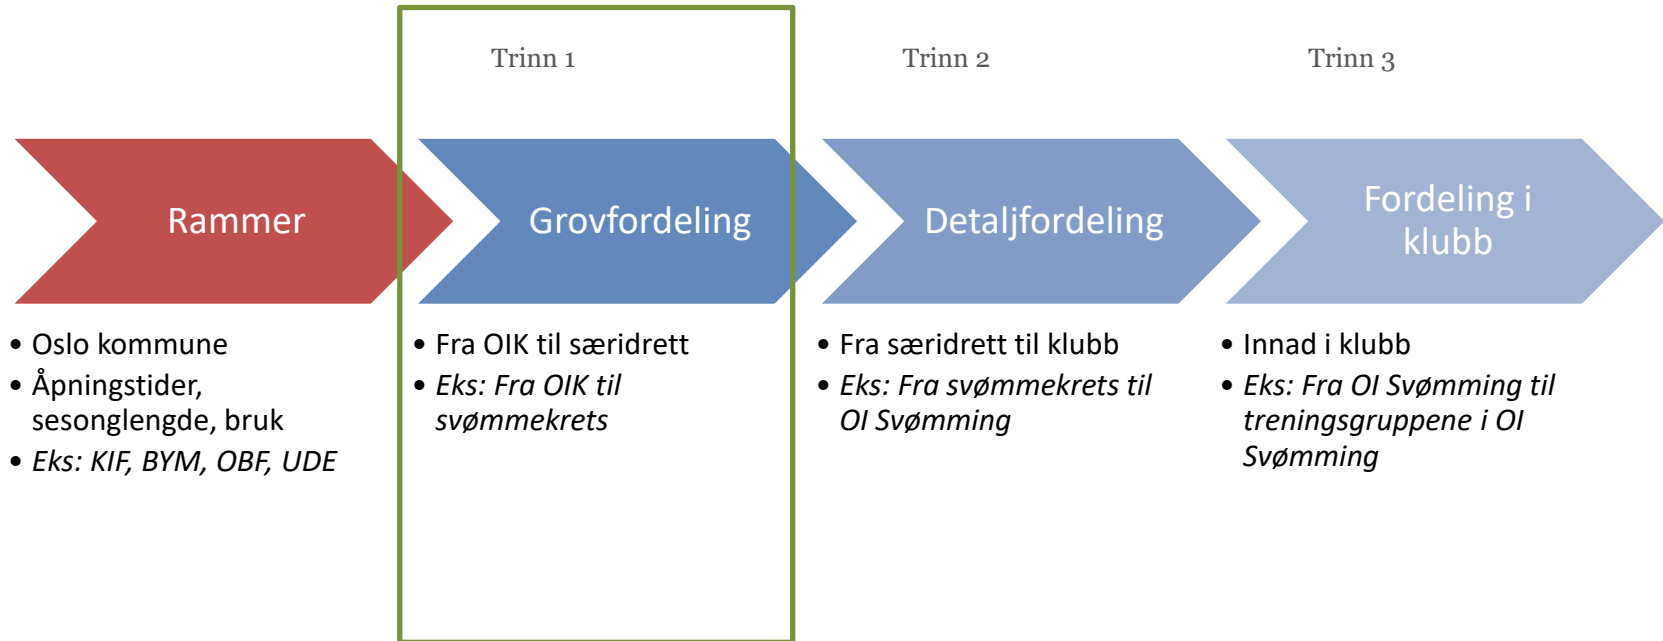 Trinn 1
Trinn 2
Trinn 3
Rammer
Grovfordeling
Detaljfordeling
Fordeling i
klubb
• Oslo kommune
• Åpningstider,
sesonglengde, bruk
• Eks: KIF, BYM, OBF, UDE
• Fra OIK til særidrett
• Eks: Fra OIK til
svømmekrets
• Fra særidrett til klubb
• Eks: Fra svømmekrets til
OI Svømming
• Innad i klubb
• Eks: Fra OI Svømming til
treningsgruppene i OI
Svømming